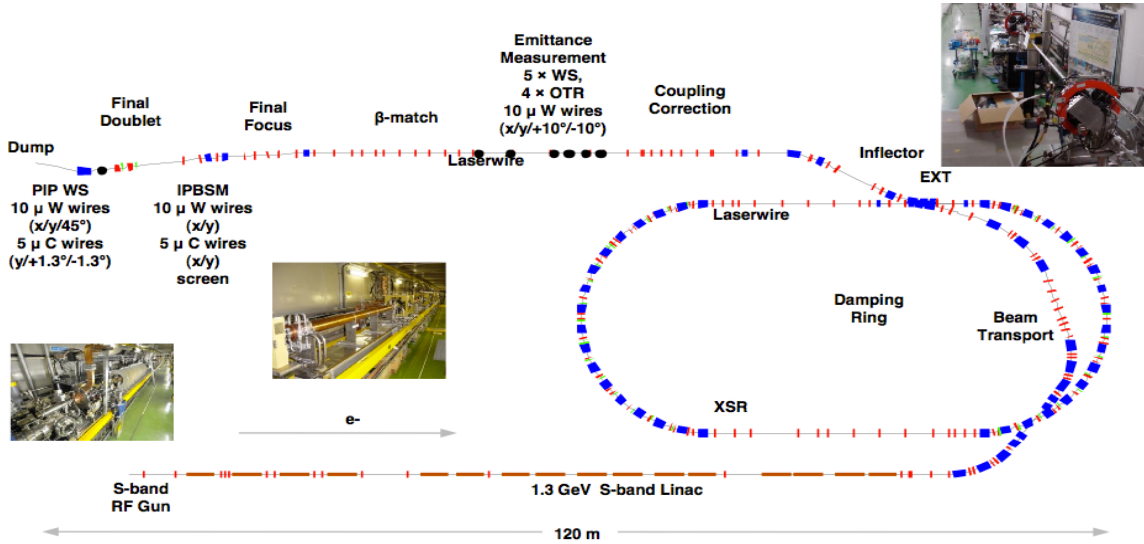 Emittance
Measurement
5 × WS,
4 × OTR
10 μ W wires
(x/y/+10°/-10°)
Coupling
Correction
Final
Doublet
Final
Focus
β-match
Dump
Laserwire
Inflector
EXT
PIP WS
10 μ W wires
(x/y/45°)
5 μ C wires
(y/+1.3°/-1.3°)
IPBSM
10 μ W wires
(x/y)
5 μ C wires
(x/y)
screen
Laserwire
Damping
Ring
Beam
Transport
XSR
e-
S-band
RF Gun
1.3 GeV S-band Linac
120 m